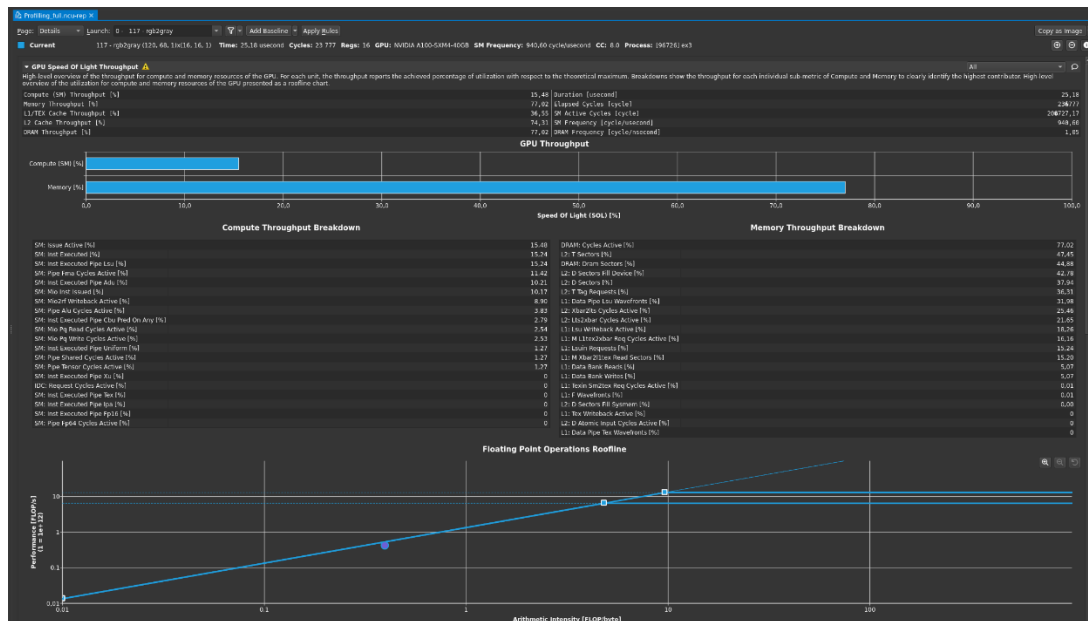 Profilling_full.ncu-rep ×
Page: Details Launch: 0 - 117 - rgb2gray Add Baseline Apply Rules Copy as Image
Current 117 - rgb2gray (120, 68, 1)x(16, 16, 1) Time: 25,18 usecond Cycles: 23 777 Regs: 16 GPU: NVIDIA A100-SXM4-40GB SM Frequency: 940,60 cycle/usecond CC: 8.0 Process: [98726] ex3
GPU Speed Of Light Throughput All
High-level overview of the throughput for compute and memory resources of the GPU. For each unit, the throughput reports the achieved percentage of utilization with respect to the theoretical maximum. Breakdowns show the throughput for each individual sub-metric of Compute and Memory to clearly identify the highest contributor. High-level
overview of the utilization for compute and memory resources of the GPU presented as a roofline chart.
Compute (SM) Throughput [%] 15,48 Duration [usecond] 25,18
Memory Throughput [%] 77,02 Elapsed Cycles [cycle]
L1/TEX Cache Throughput [%] 36,55 SM Active Cycles [cycle]
L2 Cache Throughput [%] 74,31 SM Frequency [cycle/usecond] 940,60
DRAM Throughput [%] 77,02 DRAM Frequency [cycle/nsecond] 1,05
GPU Throughput
Compute (SM) [%]
Memory [%]
0,0 10,0 20,0 30,0 40,0 50,0 60,0 70,0 80,0 90,0 100,0
Speed Of Light (SOL) [%]
Compute Throughput Breakdown Memory Throughput Breakdown
SM: Issue Active [%] 15.48 DRAM: Cycles Active [%] 77,02
SM: Inst Executed [%] 15.24 L2: T Sectors [%] 47,45
SM: Inst Executed Pipe Lsu [%] 15.24 DRAM: Dram Sectors [%] 44,88
SM: Pipe Fma Cycles Active [%] 11.42 L2: D Sectors Fill Device [%] 42,78
SM: Inst Executed Pipe Adu [%] 10.21 L2: D Sectors [%] 37,94
SM: Mio Inst Issued [%] 10.17 L2: T Tag Requests [%] 36,31
SM: Mio2rf Writeback Active [%] 8.90 L1: Data Pipe Lsu Wavefronts [%] 31,98
SM: Pipe Alu Cycles Active [%] 3.83 L2: Xbar2lts Cycles Active [%] 25,46
SM: Inst Executed Pipe Cbu Pred On Any [%] 2.79 L2: Lts2xbar Cycles Active [%] 21,65
SM: Mio Pq Read Cycles Active [%] 2.54 L1: Lsu Writeback Active [%] 18,26
SM: Mio Pq Write Cycles Active [%] 2.53 L1: M L1tex2xbar Req Cycles Active [%] 16,16
SM: Inst Executed Pipe Uniform [%] 1.27 L1: Lsuin Requests [%] 15,24
SM: Pipe Shared Cycles Active [%] 1.27 L1: M Xbar2l1tex Read Sectors [%] 15,20
SM: Pipe Tensor Cycles Active [%] 1.27 L1: Data Bank Reads [%] 5,07
SM: Inst Executed Pipe Xu [%] 0 L1: Data Bank Writes [%] 5,07
IDC: Request Cycles Active [%] 0 L1: Texin Sm2tex Req Cycles Active [%] 0,01
SM: Inst Executed Pipe Tex [%] 0 L1: F Wavefronts [%] 0,01
SM: Inst Executed Pipe Ipa [%] 0 L2: D Sectors Fill Sysmem [%] 0,00
SM: Inst Executed Pipe Fp16 [%] 0 L1: Tex Writeback Active [%] 0
SM: Pipe Fp64 Cycles Active [%] 0 L2: D Atomic Input Cycles Active [%] 0
L1: Data Pipe Tex Wavefronts [%] 0
Floating Point Operations Roofline
Performance [FLOP/s]
(1 = 1e+12)
10
1
0.1
0.01
0.01 0.1 1 10 100
Arithmetic Intensity [FLOP/byte]